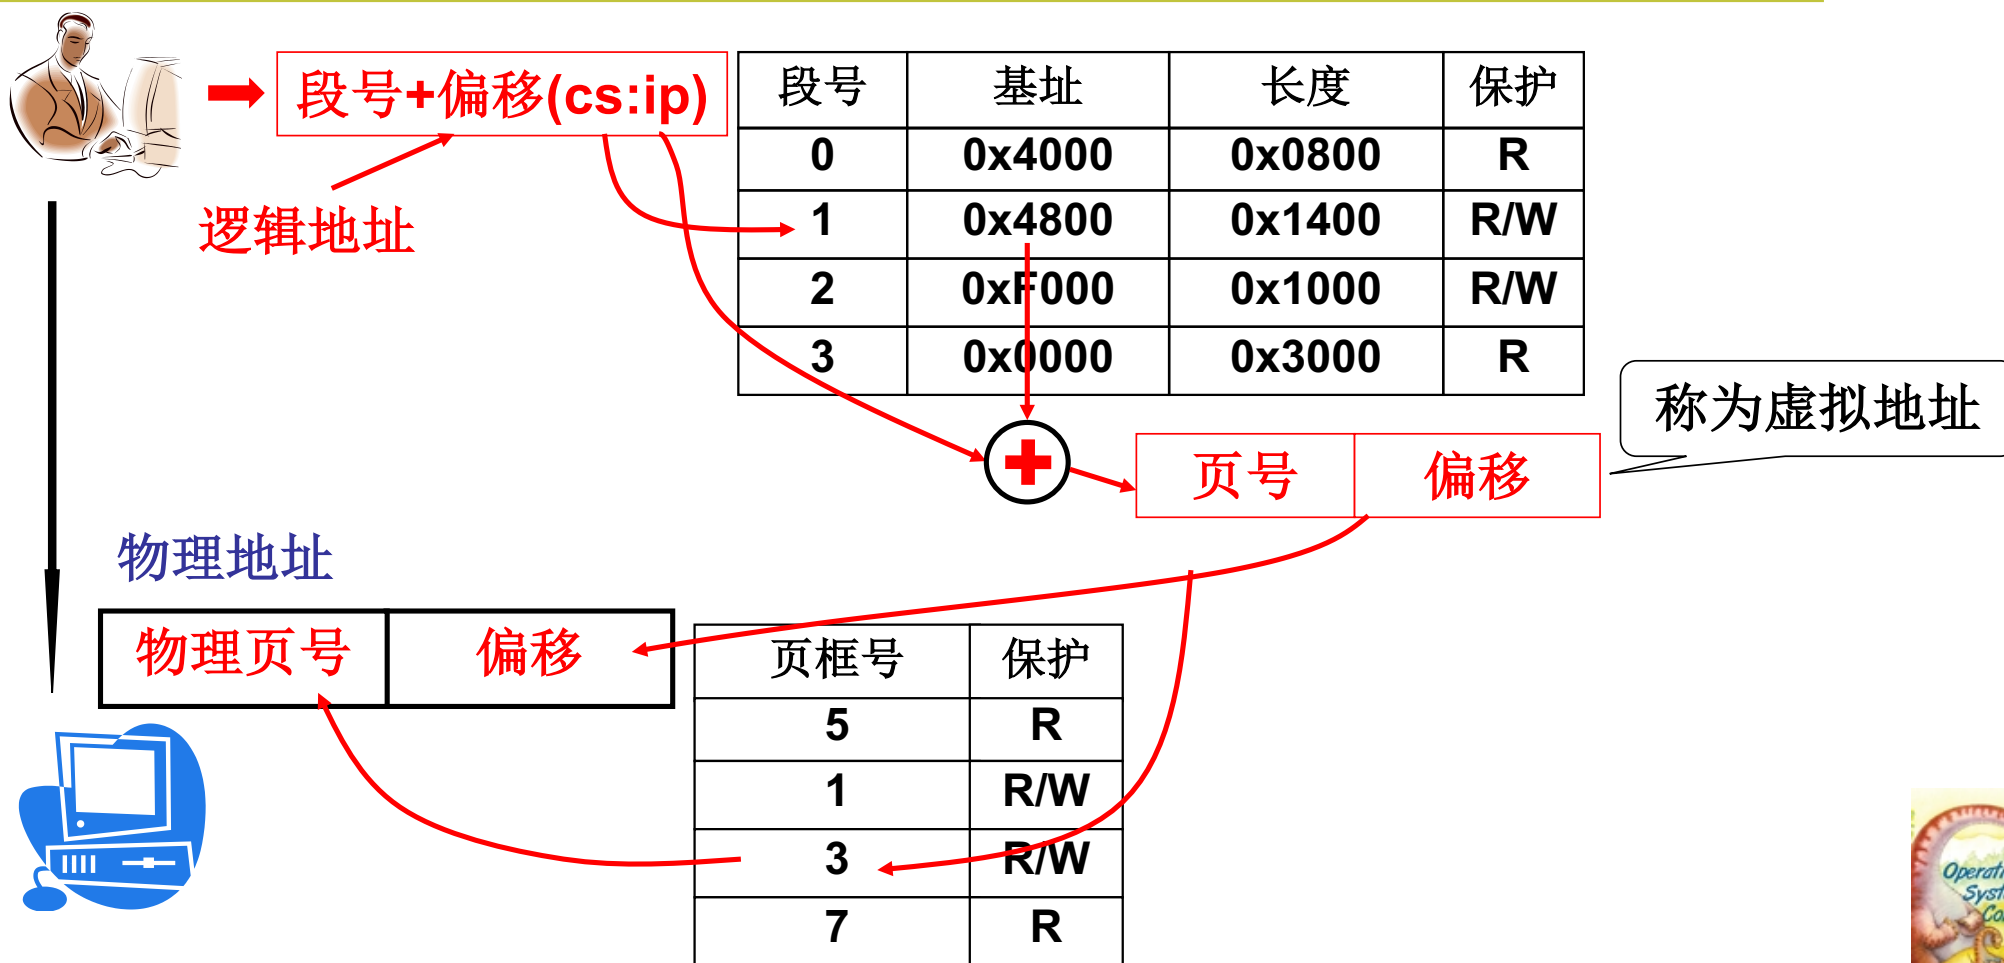 段号+偏移(cs:ip)
段号 基址 长度 保护
0 0x4000 0x0800 R
1 0x4800 0x1400 R/W
2 0xF000 0x1000 R/W
3 0x0000 0x3000 R
逻辑地址
称为虚拟地址
页号 偏移
物理地址
物理页号 偏移
页框号 保护
5 R
1 R/W
3 R/W
7 R